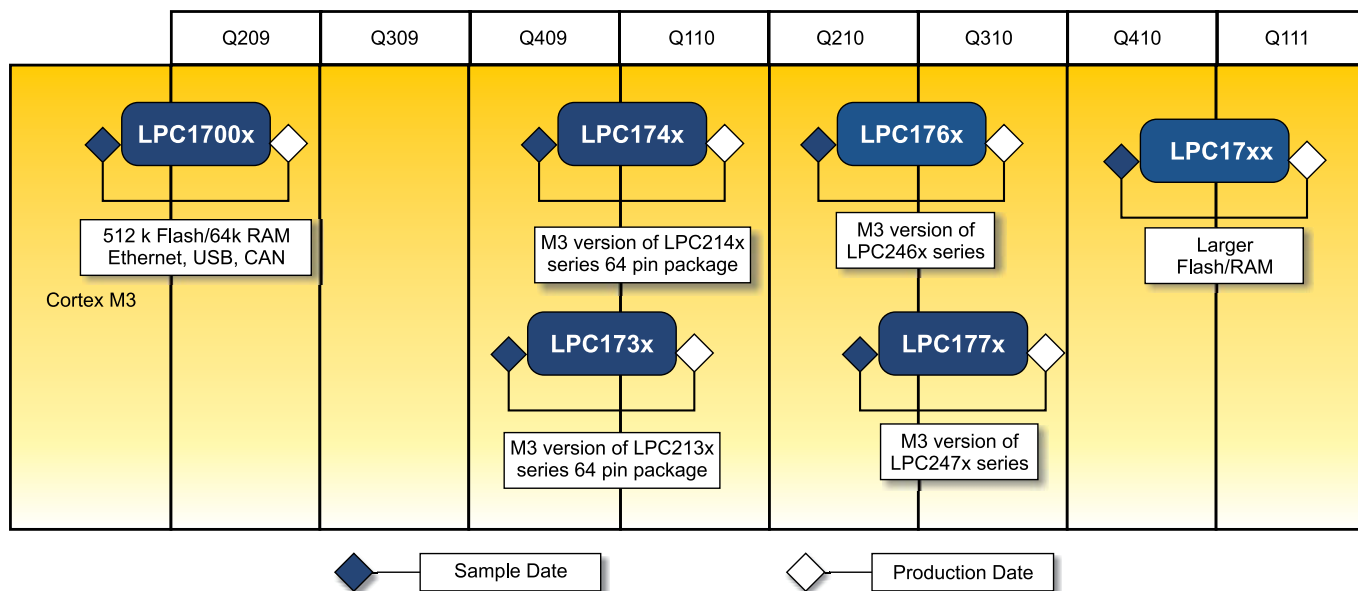 Q209
Q309
Q409
Q110
Q210
Q310
Q410
Q111
LPC1700x
LPC174x
LPC176x
LPC17xx
512 k Flash/64k RAM
Ethernet, USB, CAN
M3 version of LPC214x
series 64 pin package
M3 version of
LPC246x series
Larger
Flash/RAM
Cortex M3
LPC173x
LPC177x
M3 version of LPC213x
series 64 pin package
M3 version of
LPC247x series
Sample Date
Production Date